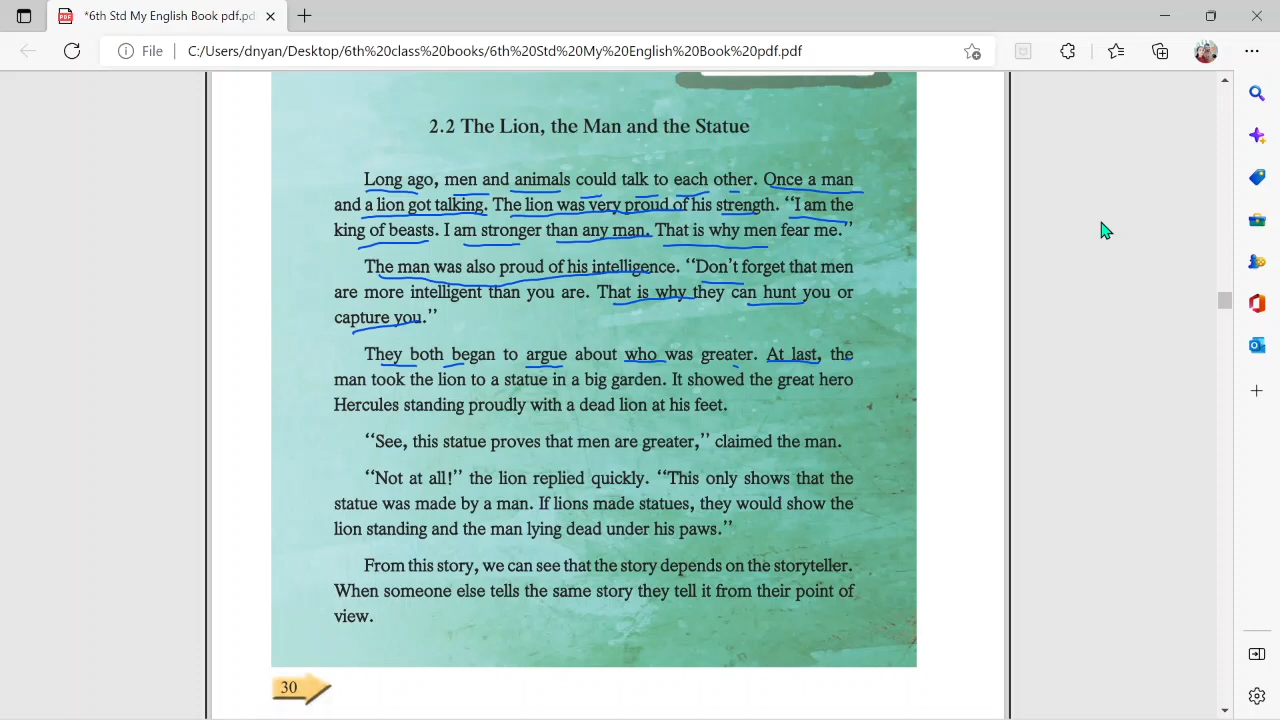 *6th Std My English Book pdf.pd
File C:/Users/dnyan/Desktop/6th%20class%20books/6th%20Std%20My%20English%20Book%20pdf.pdf
2.2 The Lion, the Man and the Statue
Long ago, men and animals could talk to each other. Once a man
and a lion got talking. The lion was very proud of his strength. “I am the
king of beasts. I am stronger than any man. That is why men fear me.”
The man was also proud of his intelligence. “Don’t forget that men
are more intelligent than you are. That is why they can hunt you or
capture you.”
They both began to argue about who was greater. At last, the
man took the lion to a statue in a big garden. It showed the great hero
Hercules standing proudly with a dead lion at his feet.
“See, this statue proves that men are greater,” claimed the man.
“Not at all!” the lion replied quickly. “This only shows that the
statue was made by a man. If lions made statues, they would show the
lion standing and the man lying dead under his paws.”
From this story, we can see that the story depends on the storyteller.
When someone else tells the same story they tell it from their point of
view.
30